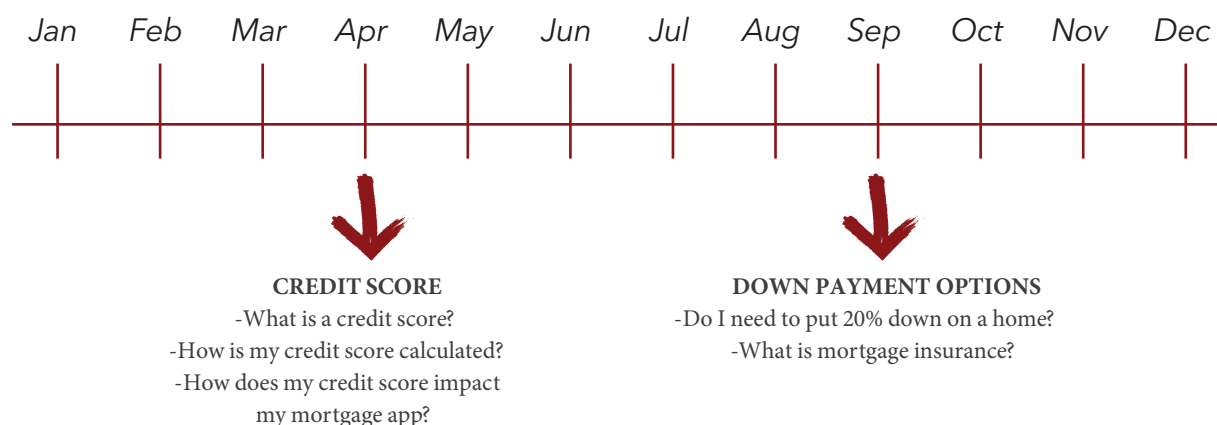 Jan Feb Mar Apr May Jun Jul Aug Sep Oct Nov Dec
CREDIT SCORE
-What is a credit score?
-How is my credit score calculated?
-How does my credit score impact
my mortgage app?
DOWN PAYMENT OPTIONS
-Do I need to put 20% down on a home?
-What is mortgage insurance?